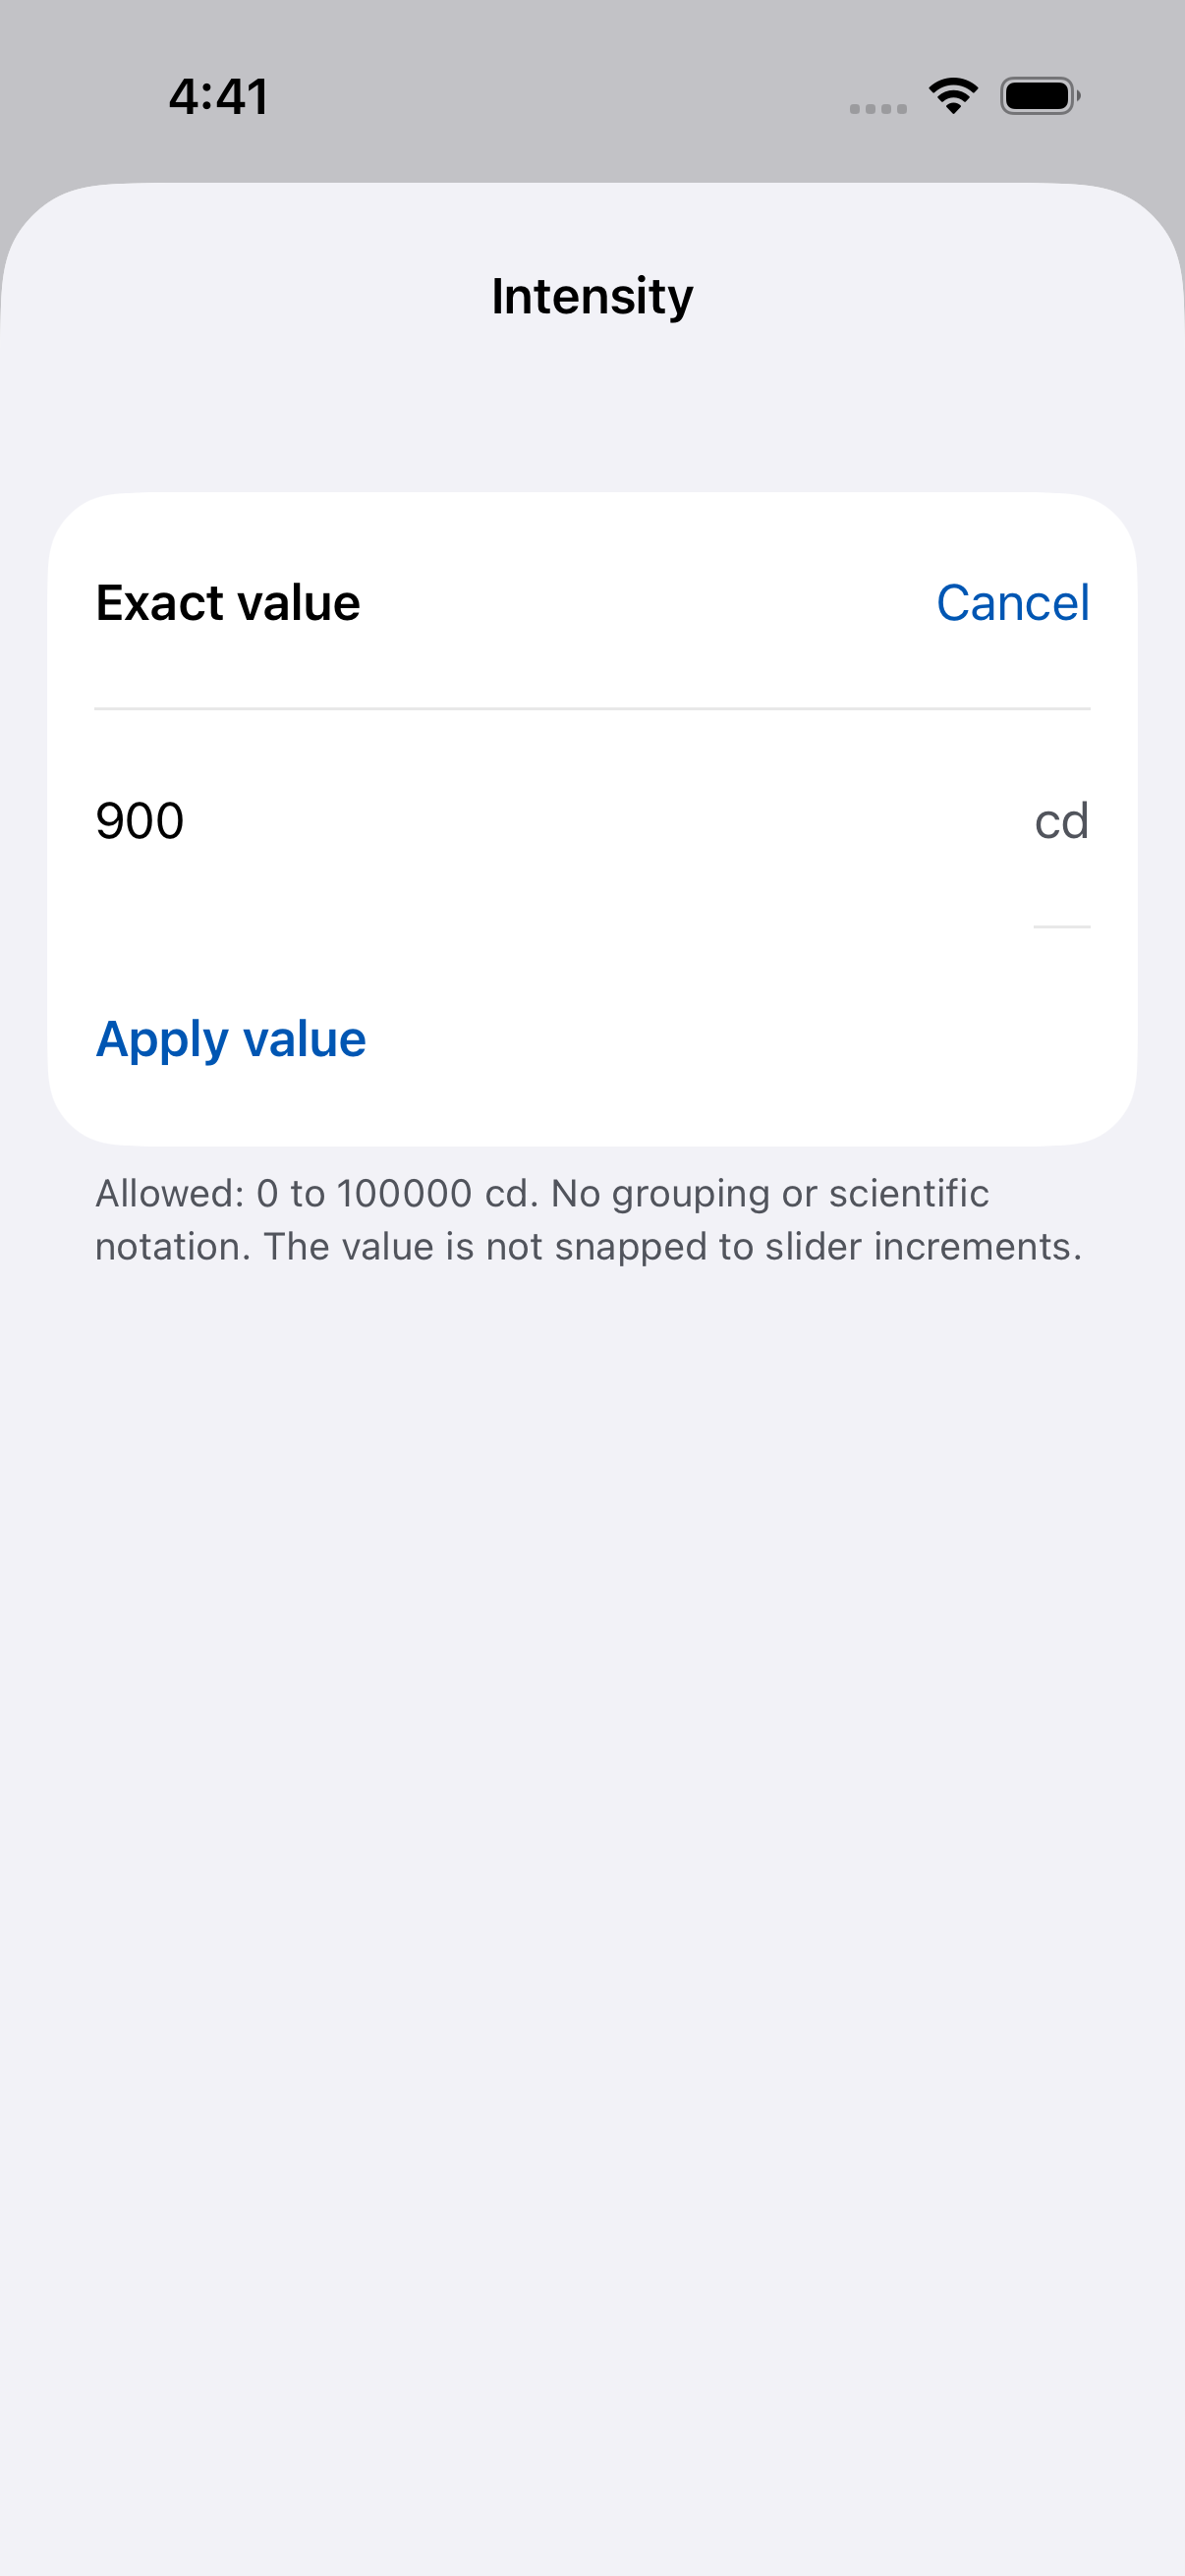 4:41
Intensity
Exact value
Cancel
900
cd
Apply value
Allowed: 0 to 100000 cd. No grouping or scientific
notation. The value is not snapped to slider increments.